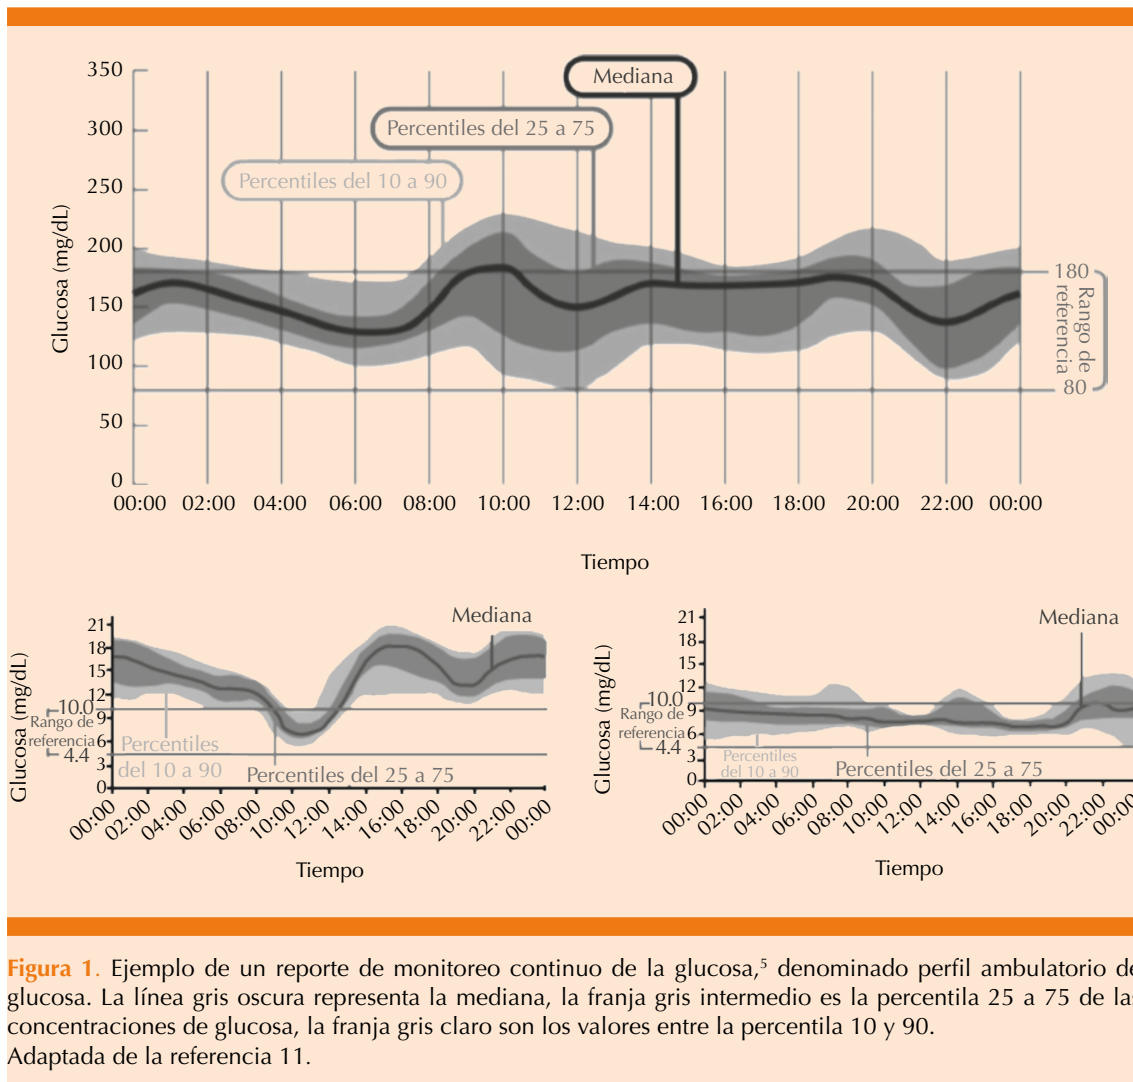 350
Mediana
300
Percentiles del 25 a 75
250
Percentiles del 10 a 90
200
180
150
100
80
50
0
Glucosa (mg/dL)
Rango de
referencia
00:00 02:00 04:00 06:00 08:00 10:00 12:00 14:00 16:00 18:00 20:00 22:00 00:00
Tiempo
Mediana
21
18
15
12
10.0
9
Rango de
6
referencia
4.4
3
0
Glucosa (mg/dL)
Percentiles
del 10 a 90
Percentiles del 25 a 75
00:00 02:00 04:00 06:00 08:00 10:00 12:00 14:00 16:00 18:00 20:00 22:00 00:00
Tiempo
Mediana
21
18
15
12
10.0
9
Rango de
6
referencia
4.4
3
0
Glucosa (mg/dL)
Percentiles
del 10 a 90
Percentiles del 25 a 75
00:00 02:00 04:00 06:00 08:00 10:00 12:00 14:00 16:00 18:00 20:00 22:00 00:00
Tiempo
Figura 1. Ejemplo de un reporte de monitoreo continuo de la glucosa,⁵ denominado perfil ambulatorio de
glucosa. La línea gris oscura representa la mediana, la franja gris intermedio es la percentila 25 a 75 de las
concentraciones de glucosa, la franja gris claro son los valores entre la percentila 10 y 90.
Adaptada de la referencia 11.